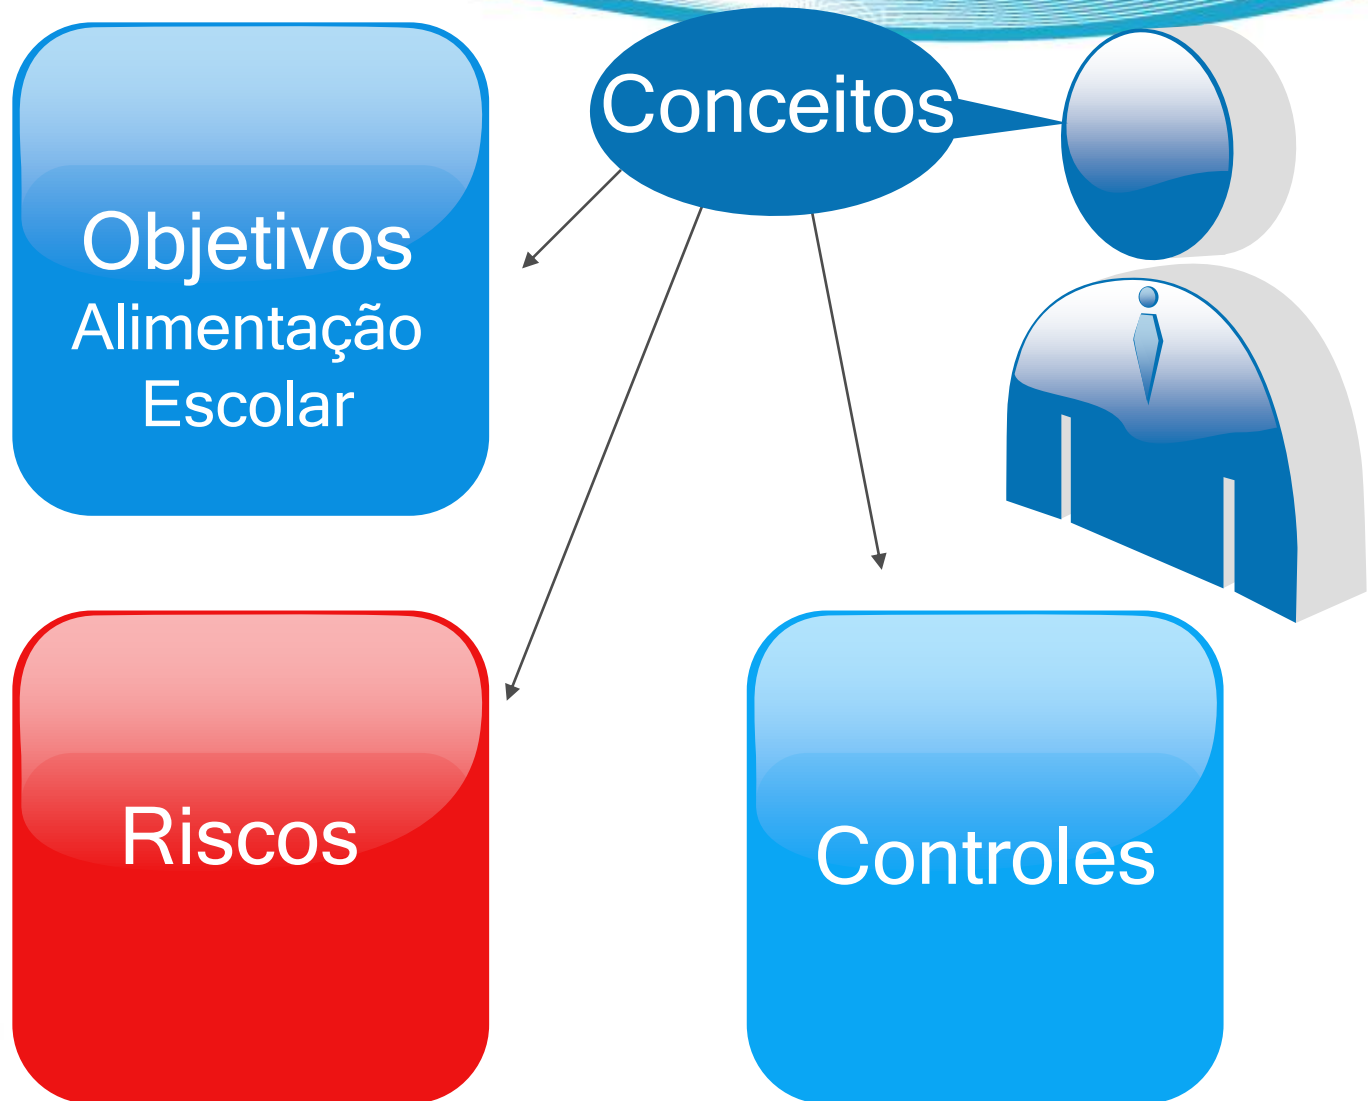 Conceitos
Objetivos
Alimentação
Escolar
Riscos
Controles